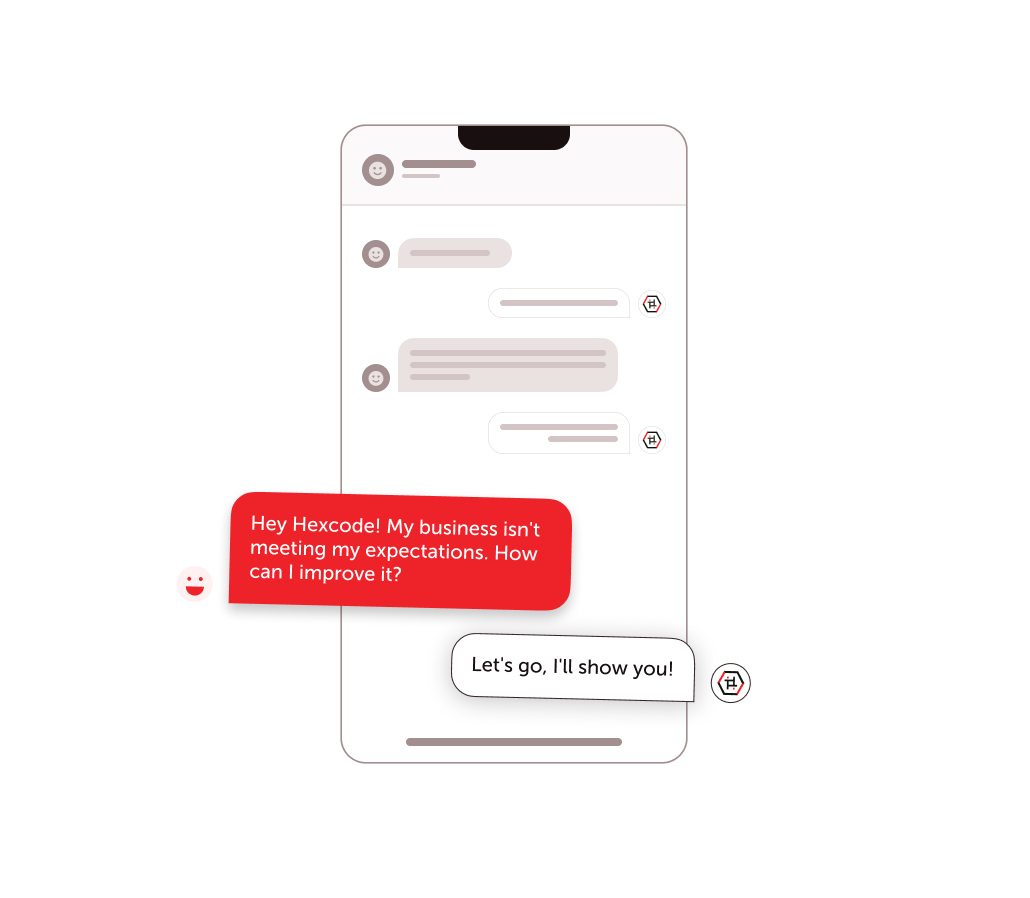 Hey Hexcode! My business isn't
meeting my expectations. How
can I improve it?
Let's go, I'll show you!